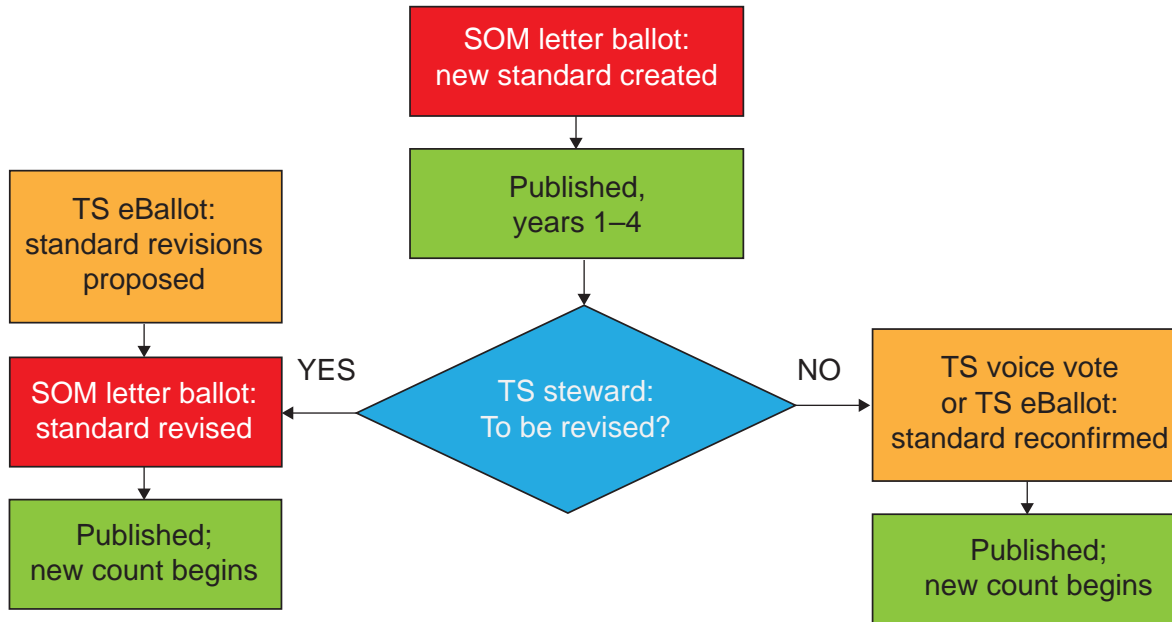 SOM letter ballot:
new standard created
Published,
years 1–4
TS eBallot:
standard revisions
proposed
YES
SOM letter ballot:
standard revised
TS steward:
To be revised?
NO
TS voice vote
or TS eBallot:
standard reconfirmed
Published;
new count begins
Published;
new count begins